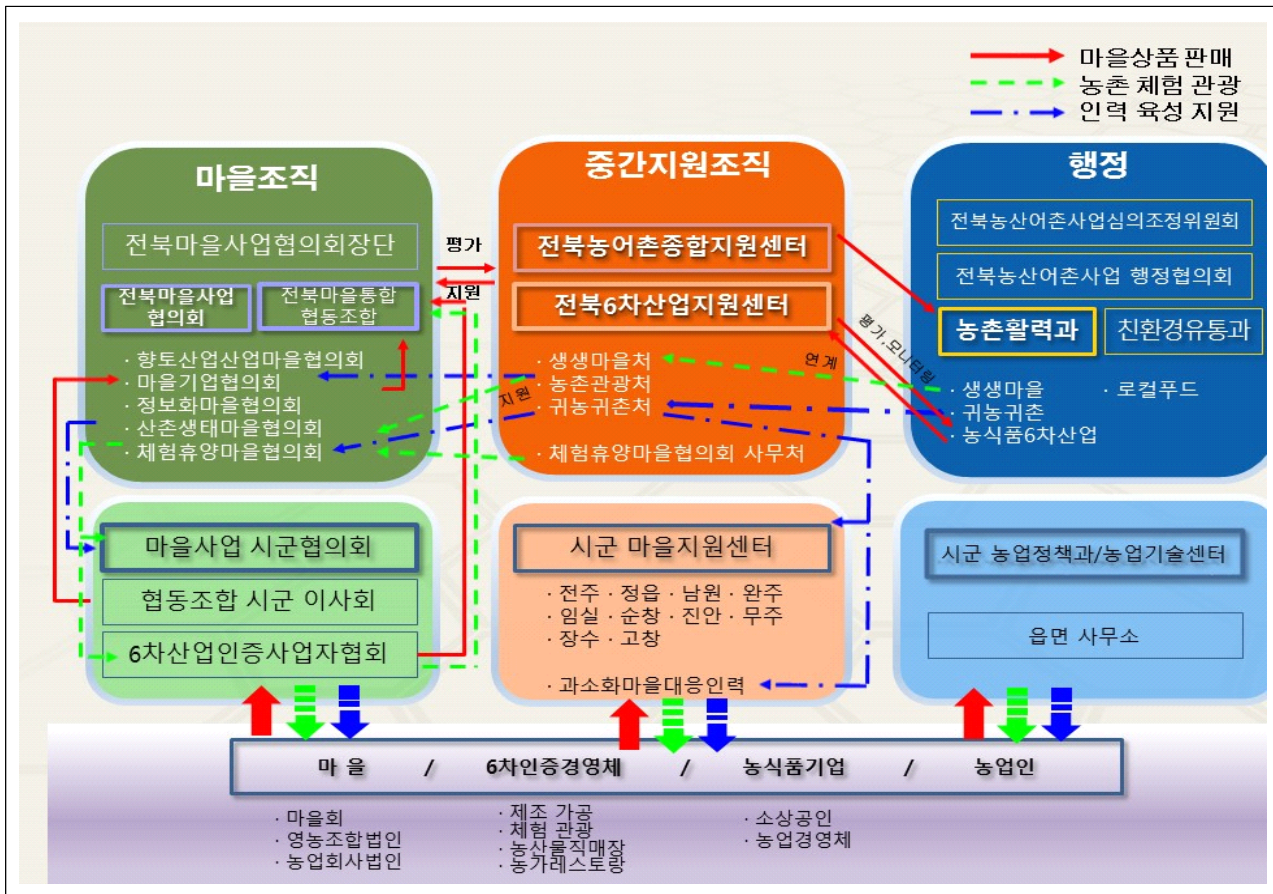 마을상품 판매
농촌 체험 관광
인력 육성 지원
마을조직
전북마을사업협의회장단
전북마을사업
협의회
전북마을통합
협동조합
· 향토산업산업마을협의회
· 마을기업협의회
· 정보화마을협의회
· 산촌생태마을협의회
· 체험휴양마을협의회
평가
지원
중간지원조직
전북농어촌종합지원센터
전북6차산업지원센터
· 생생마을처
· 농촌관광처
· 귀농귀촌처
· 체험휴양마을협의회 사무처
지원
연계
평가,모니터링
행정
전북농산어촌사업심의조정위원회
전북농산어촌사업 행정협의회
농촌활력과
친환경유통과
· 생생마을
· 귀농귀촌
· 농식품6차산업
· 로컬푸드
마을사업 시군협의회
협동조합 시군 이사회
6차산업인증사업자협회
시군 마을지원센터
· 전주 · 정읍 · 남원 · 완주
· 임실 · 순창 · 진안 · 무주
· 장수 · 고창
· 과소화마을대응인력
시군 농업정책과/농업기술센터
읍면 사무소
마 을 / 6차인증경영체 / 농식품기업 / 농업인
· 마을회
· 영농조합법인
· 농업회사법인
· 제조 가공
· 체험 관광
· 농산물직매장
· 농가레스토랑
· 소상공인
· 농업경영체